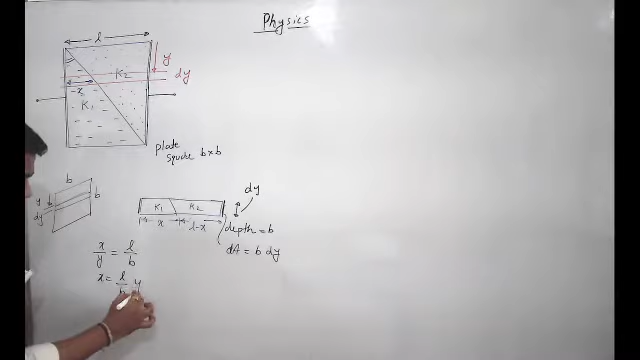 Physics
l
y
K2
dy
x
K1
plate
square b×b
b
b
y
dy
dy
K1 K2
x l-x
depth = b
dA = b dy
x/y = l/b
x = l/b y